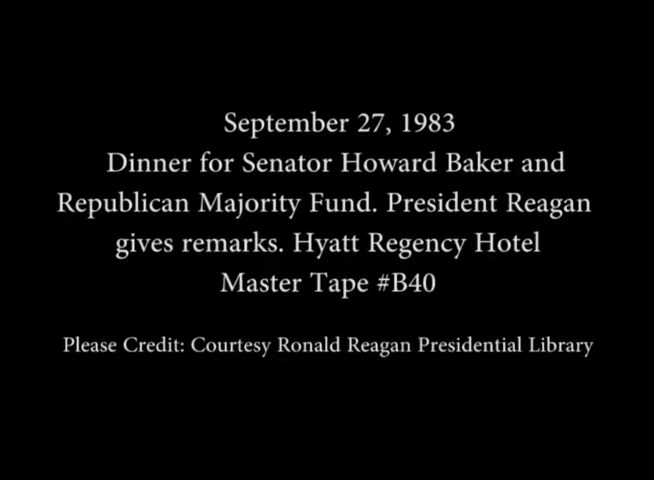 September 27, 1983
Dinner for Senator Howard Baker and
Republican Majority Fund. President Reagan
gives remarks. Hyatt Regency Hotel
Master Tape #B40
Please Credit: Courtesy Ronald Reagan Presidential Library